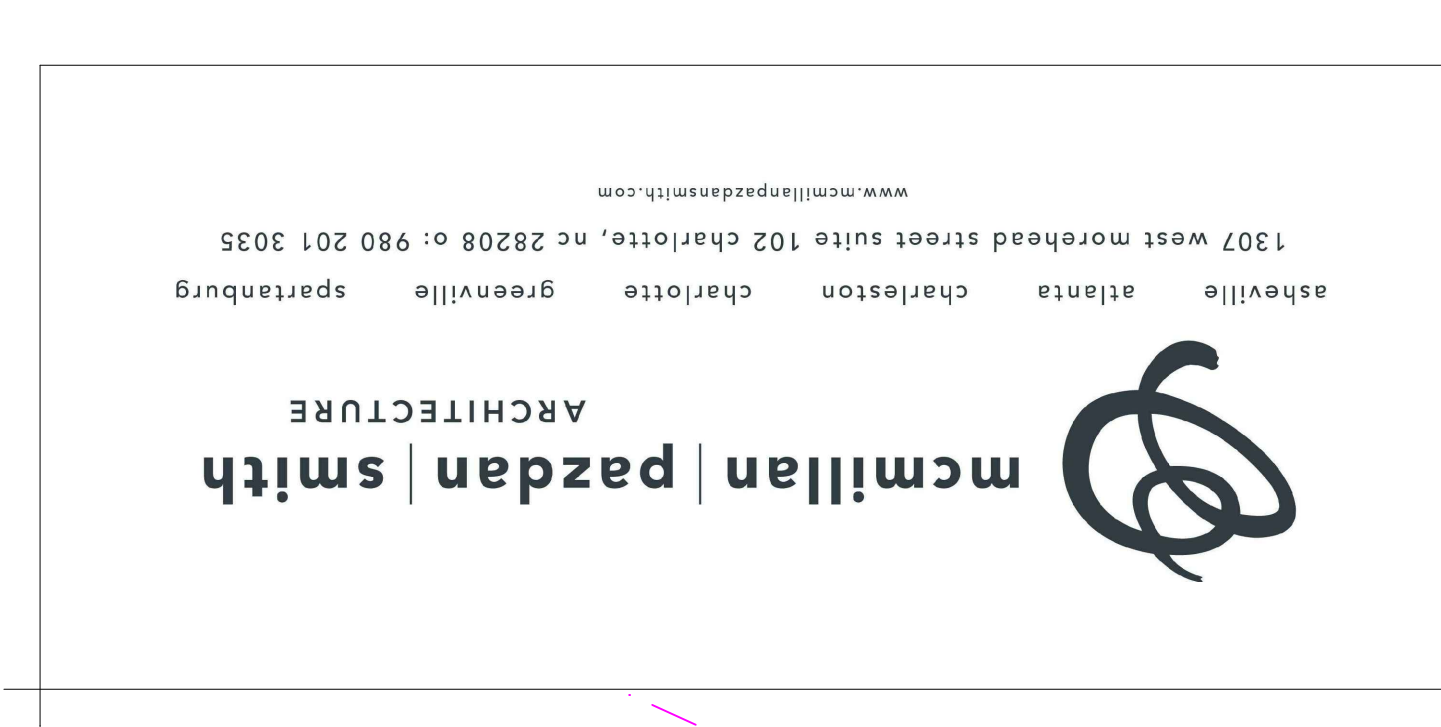 mcmillan | pazdan | smith
ARCHITECTURE
asheville atlanta charleston charlotte greenville spartanburg
1307 west morehead street suite 102 charlotte, nc 28208 o: 980 201 3035
www.mcmillanpazdansmith.com